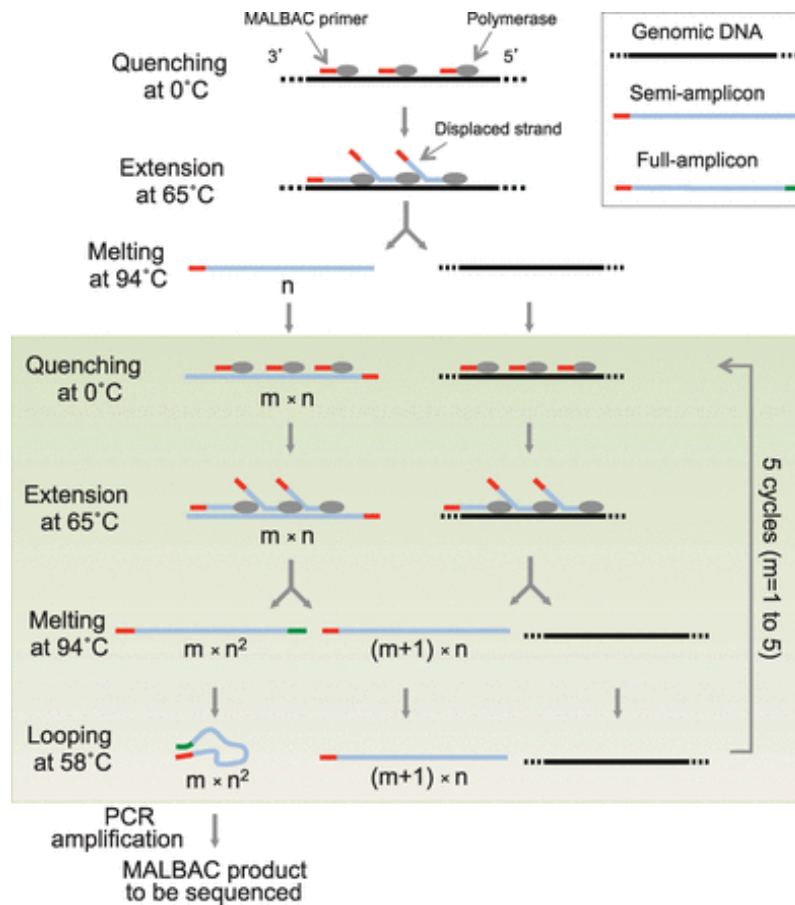 MALBAC primer
Polymerase
3’
5’
Quenching
at 0˚C
Genomic DNA
Semi-amplicon
Full-amplicon
Displaced strand
Extension
at 65˚C
Melting
at 94˚C
n
Quenching
at 0˚C
m × n
Extension
at 65˚C
m × n
5 cycles (m=1 to 5)
Melting
at 94˚C
m × n²
(m+1) × n
Looping
at 58˚C
m × n²
(m+1) × n
PCR
amplification
MALBAC product
to be sequenced